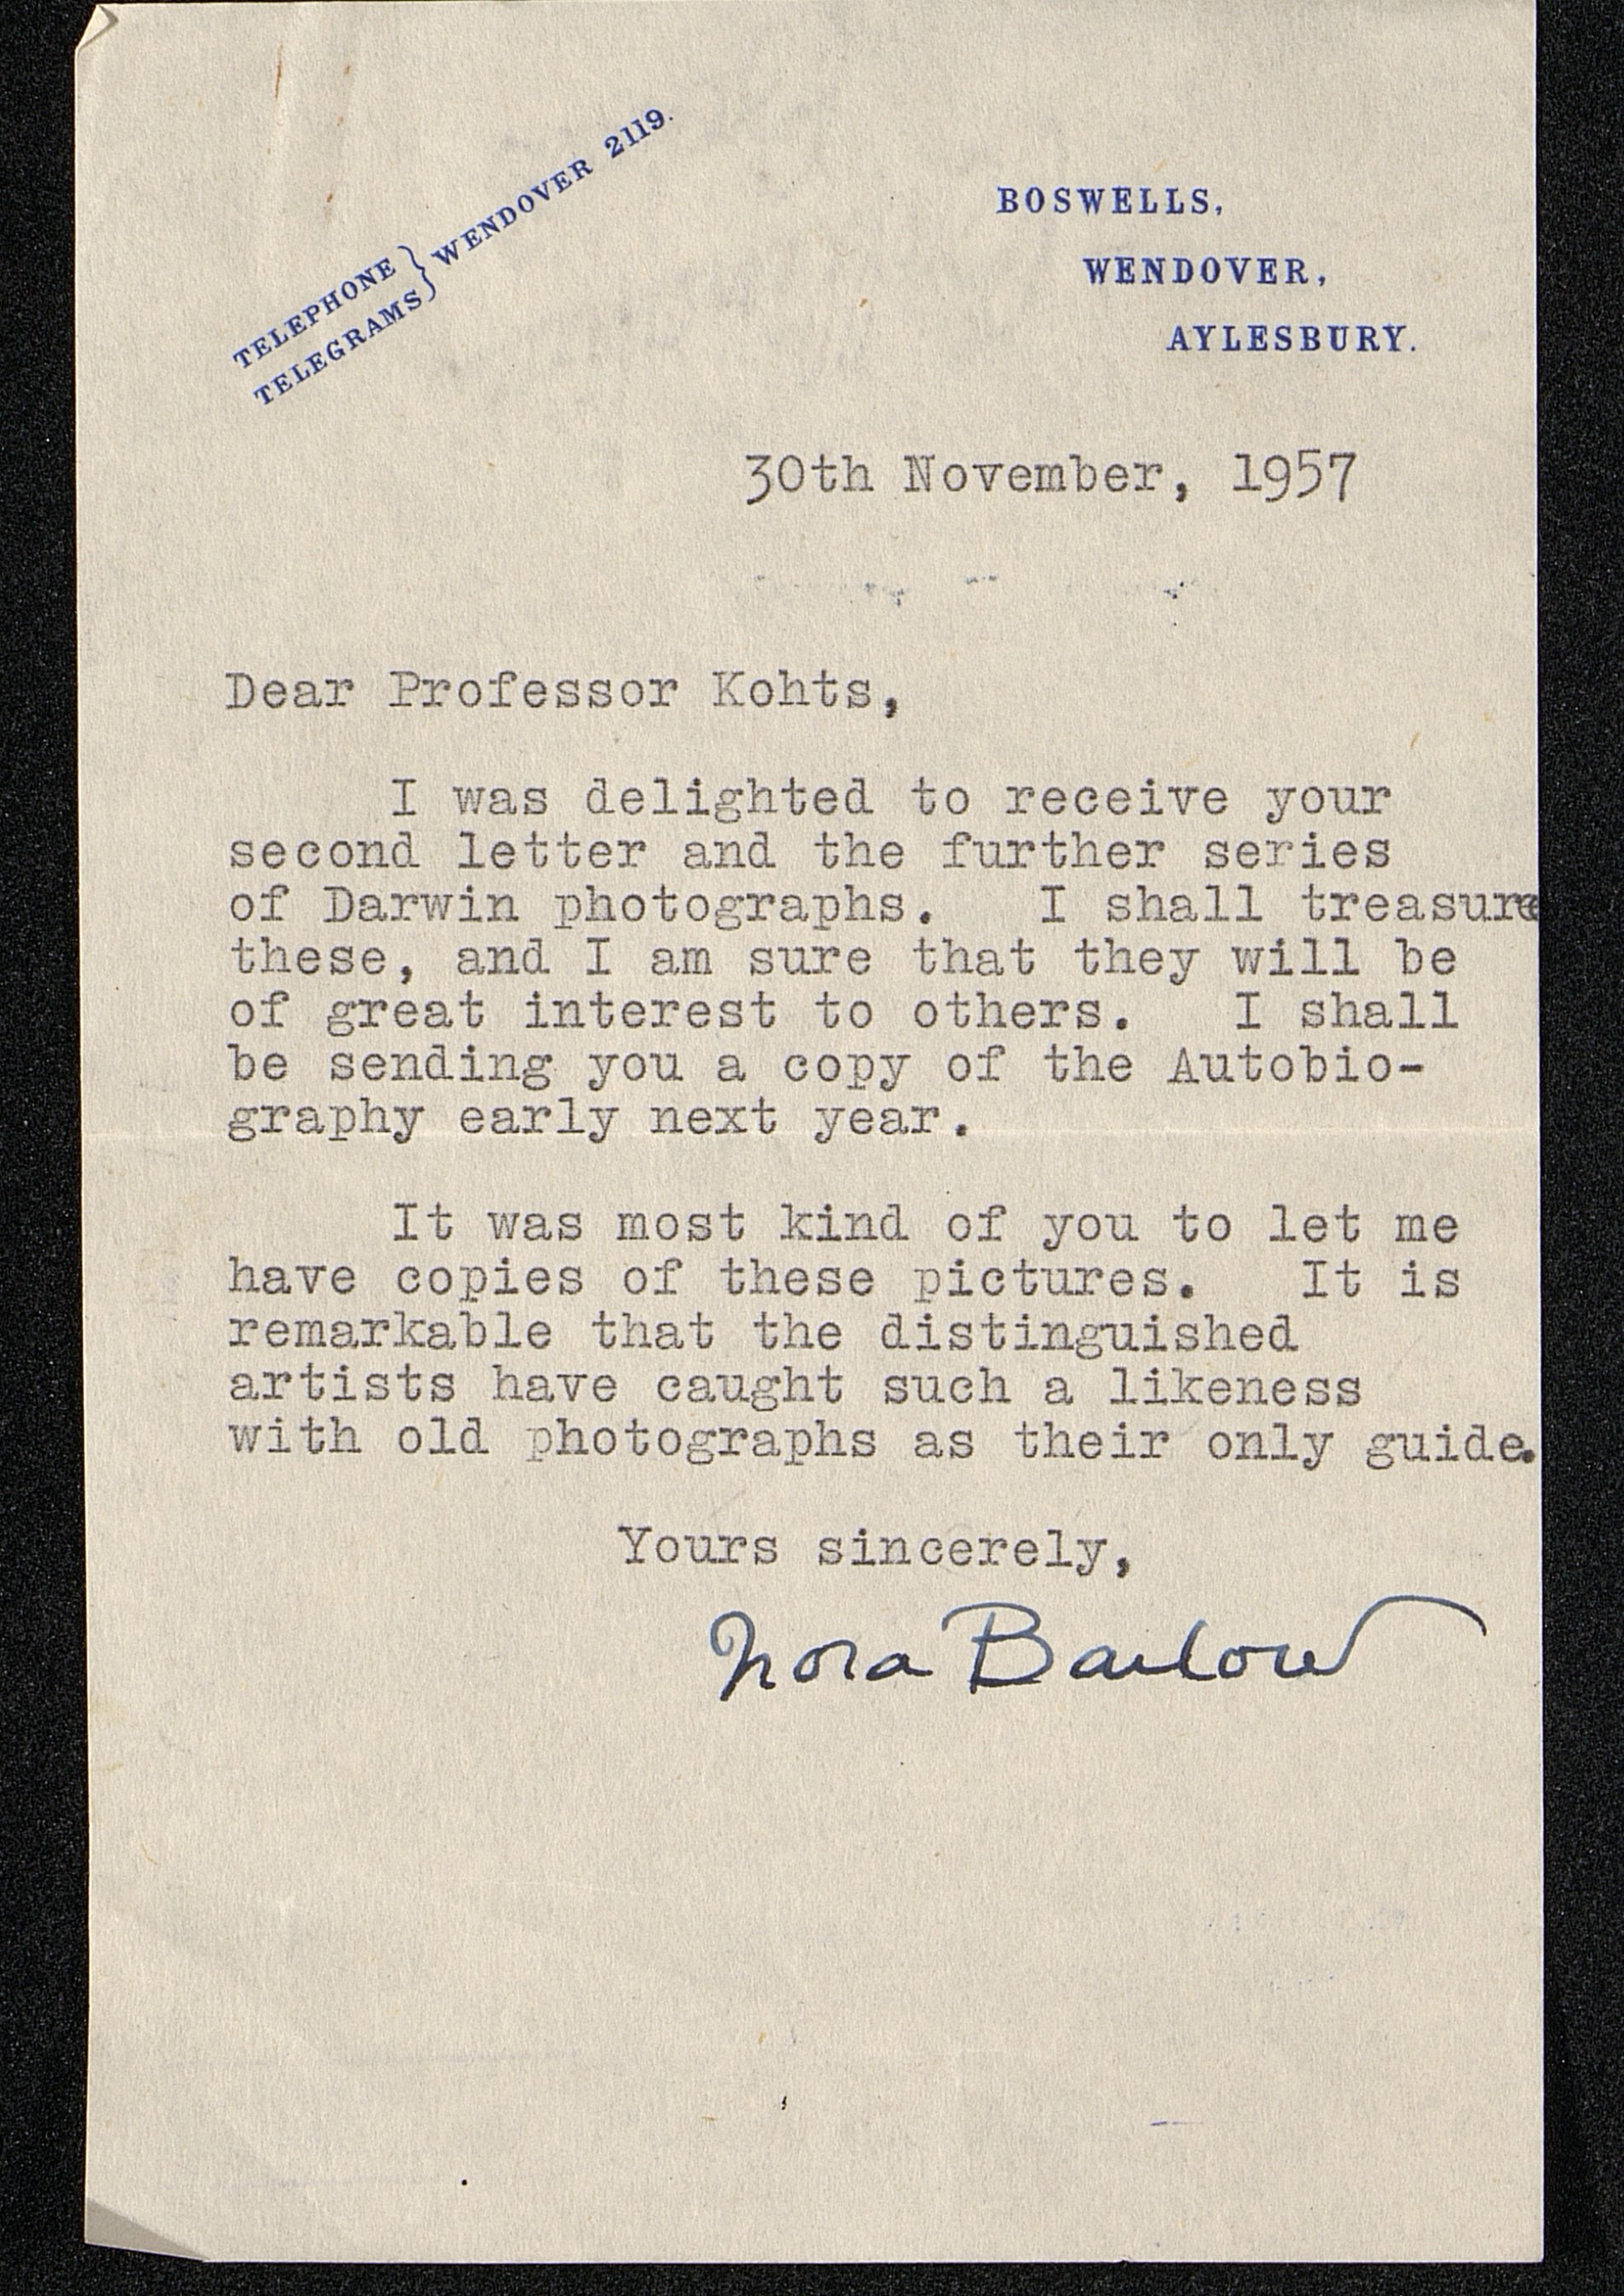 TELEPHONE
TELEGRAMS } WENDOVER 2119.
BOSWELLS,
WENDOVER,
AYLESBURY.
30th November, 1957
Dear Professor Kohts,
I was delighted to receive your
second letter and the further series
of Darwin photographs. I shall treasure
these, and I am sure that they will be
of great interest to others. I shall
be sending you a copy of the Autobio-
graphy early next year.
It was most kind of you to let me
have copies of these pictures. It is
remarkable that the distinguished
artists have caught such a likeness
with old photographs as their only guide.
Yours sincerely,
Nora Barlow